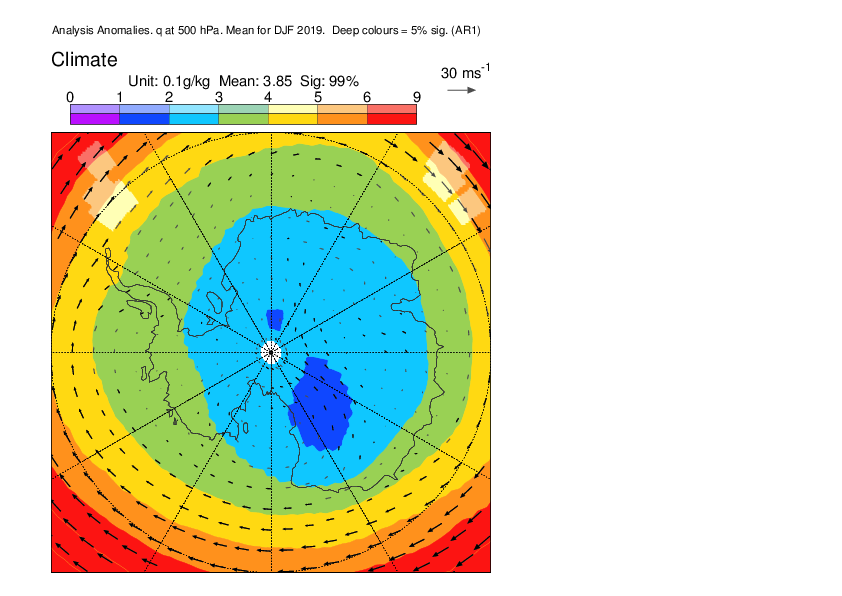 Analysis Anomalies. q at 500 hPa. Mean for DJF 2019.  Deep colours = 5% sig. (AR1)
Climate
30 ms-1
Unit: 0.1g/kg  Mean: 3.85  Sig: 99%
0 1 2 3 4 5 6 9